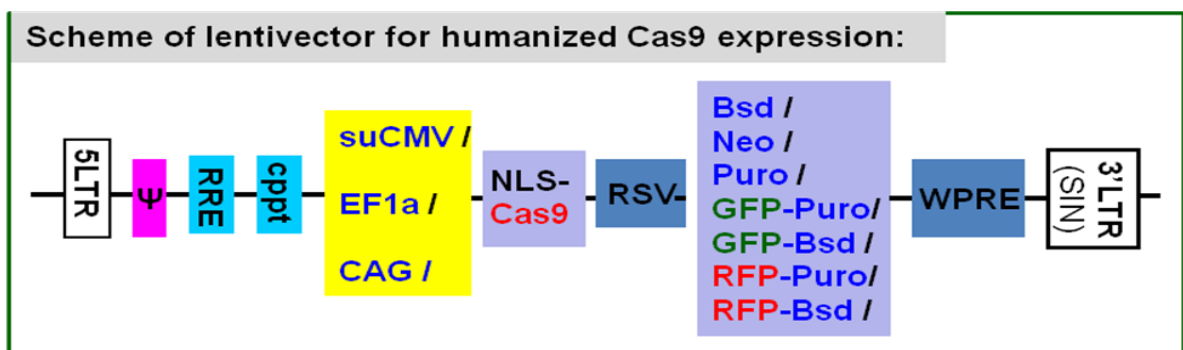 Scheme of lentivector for humanized Cas9 expression:
5LTR
Ψ
RRE
cppt
suCMV /
EF1a /
CAG /
NLS-
Cas9
RSV
Bsd /
Neo /
Puro /
GFP-Puro/
GFP-Bsd /
RFP-Puro/
RFP-Bsd /
WPRE
3'LTR
(SIN)